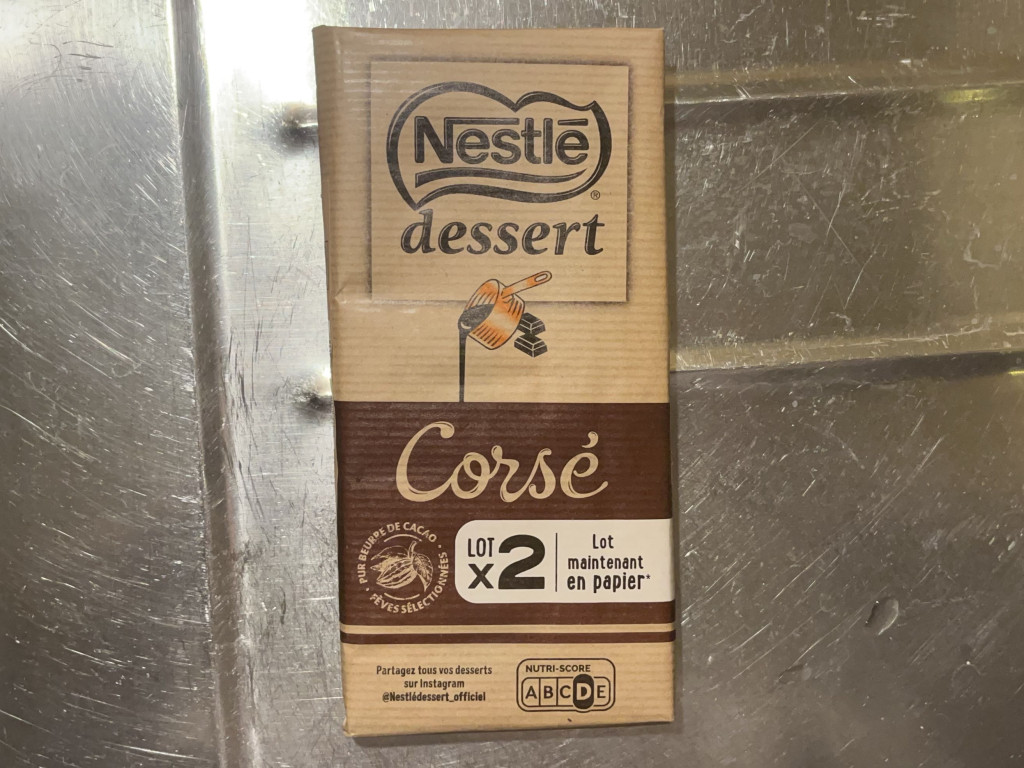 Nestlé
®
dessert
Corsé
PUR BEURRE DE CACAO
FÈVES SÉLECTIONNÉES
LOT
x2
Lot
maintenant
en papier*
Partagez tous vos desserts
sur Instagram
@Nestlédessert_officiel
NUTRI-SCORE
ABCDE